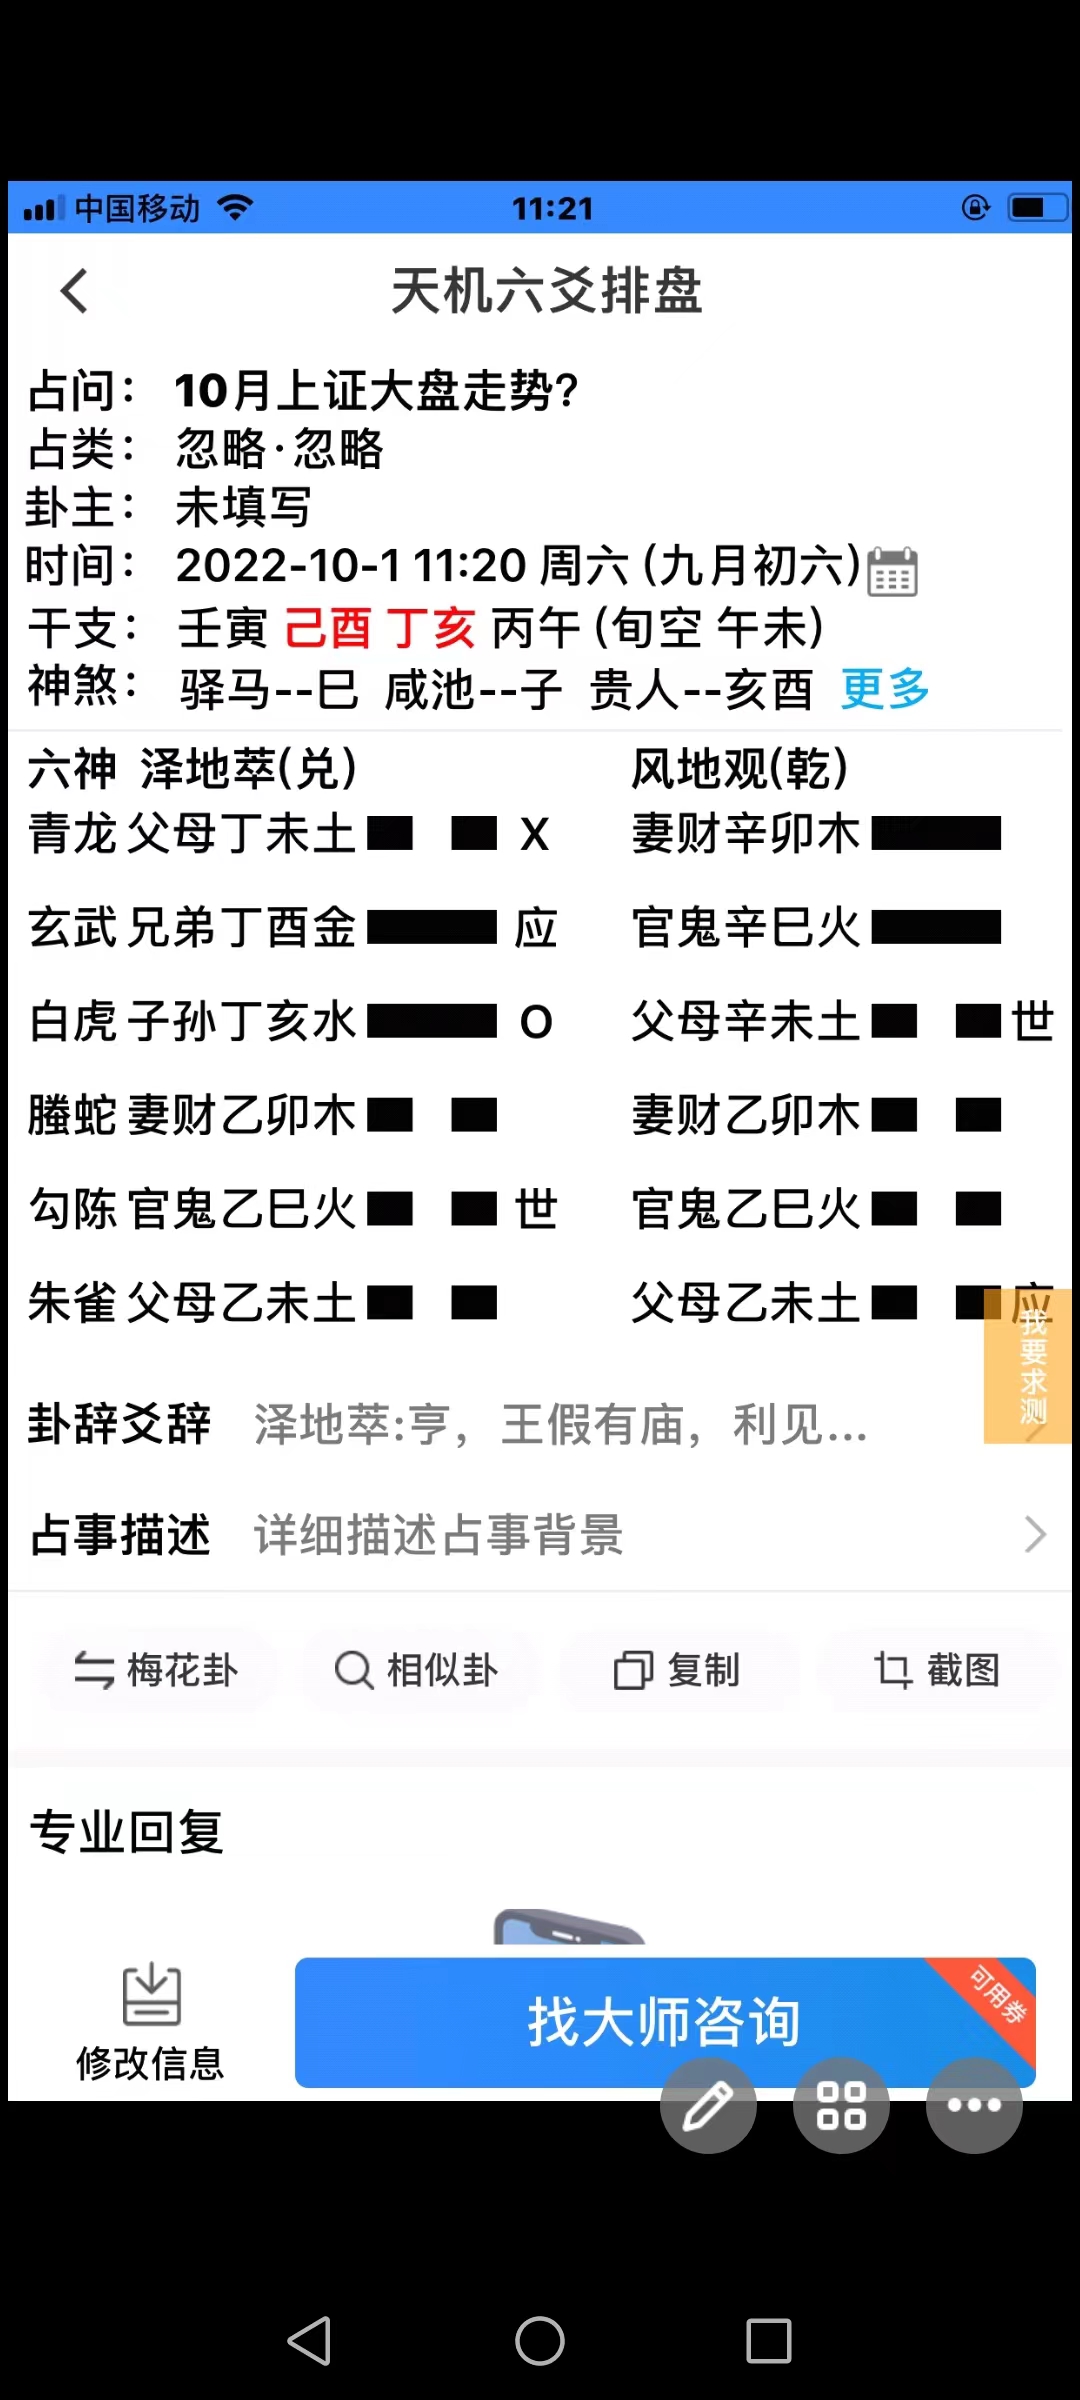 中国移动 11:21
天机六爻排盘
占问： 10月上证大盘走势?
占类： 忽略·忽略
卦主： 未填写
时间： 2022-10-1 11:20 周六 (九月初六)
干支： 壬寅 己酉 丁亥 丙午 (旬空 午未)
神煞： 驿马--巳 咸池--子 贵人--亥酉 更多
六神 泽地萃(兑) 风地观(乾)
青龙 父母丁未土 X 妻财辛卯木
玄武 兄弟丁酉金 应 官鬼辛巳火
白虎 子孙丁亥水 O 父母辛未土 世
螣蛇 妻财乙卯木 妻财乙卯木
勾陈 官鬼乙巳火 世 官鬼乙巳火
朱雀 父母乙未土 父母乙未土 应
我要求测
卦辞爻辞 泽地萃:亨，王假有庙，利见...
占事描述 详细描述占事背景
梅花卦 相似卦 复制 截图
专业回复
修改信息 找大师咨询 可用券